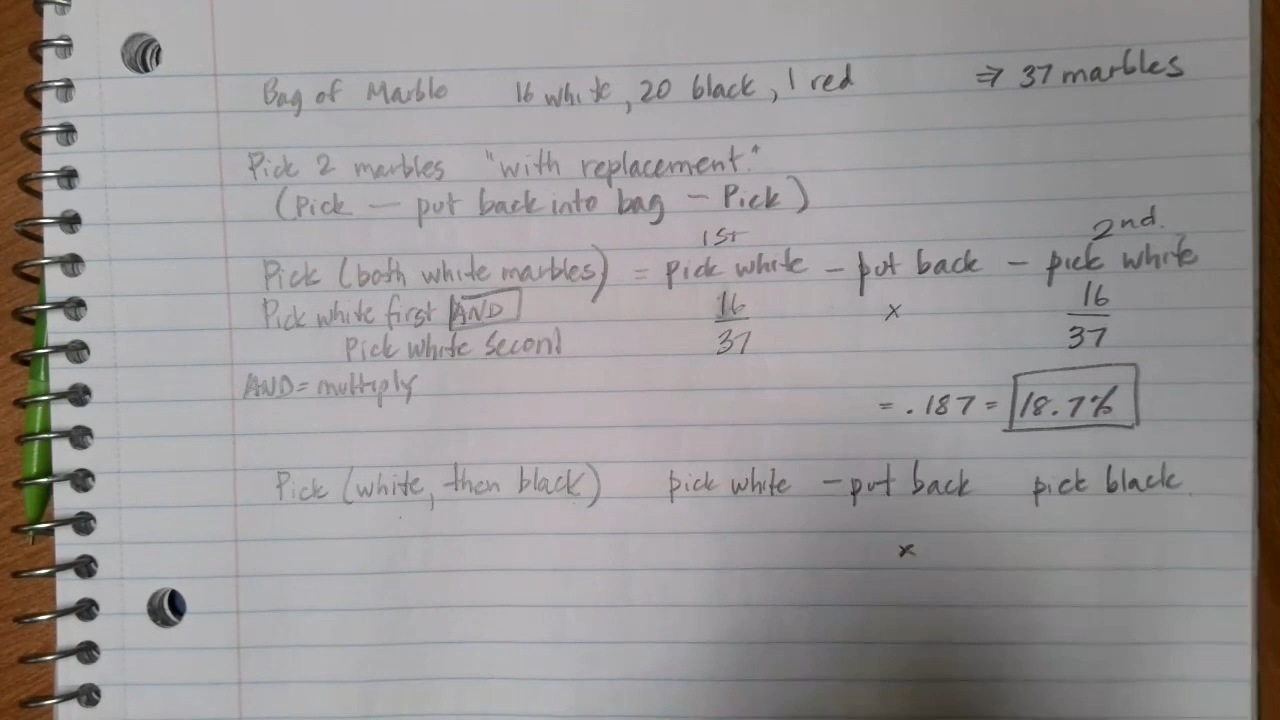 Bag of Marble 16 white, 20 black, 1 red ⇒ 37 marbles
Pick 2 marbles "with replacement."
(Pick — put back into bag – Pick)
1st 2nd.
Pick (both white marbles) = pick white – put back – pick white
Pick white first AND 16/37 x 16/37
Pick white second
AND = multiply
= .187 = 18.7%
Pick (white, then black) pick white – put back pick black.
x